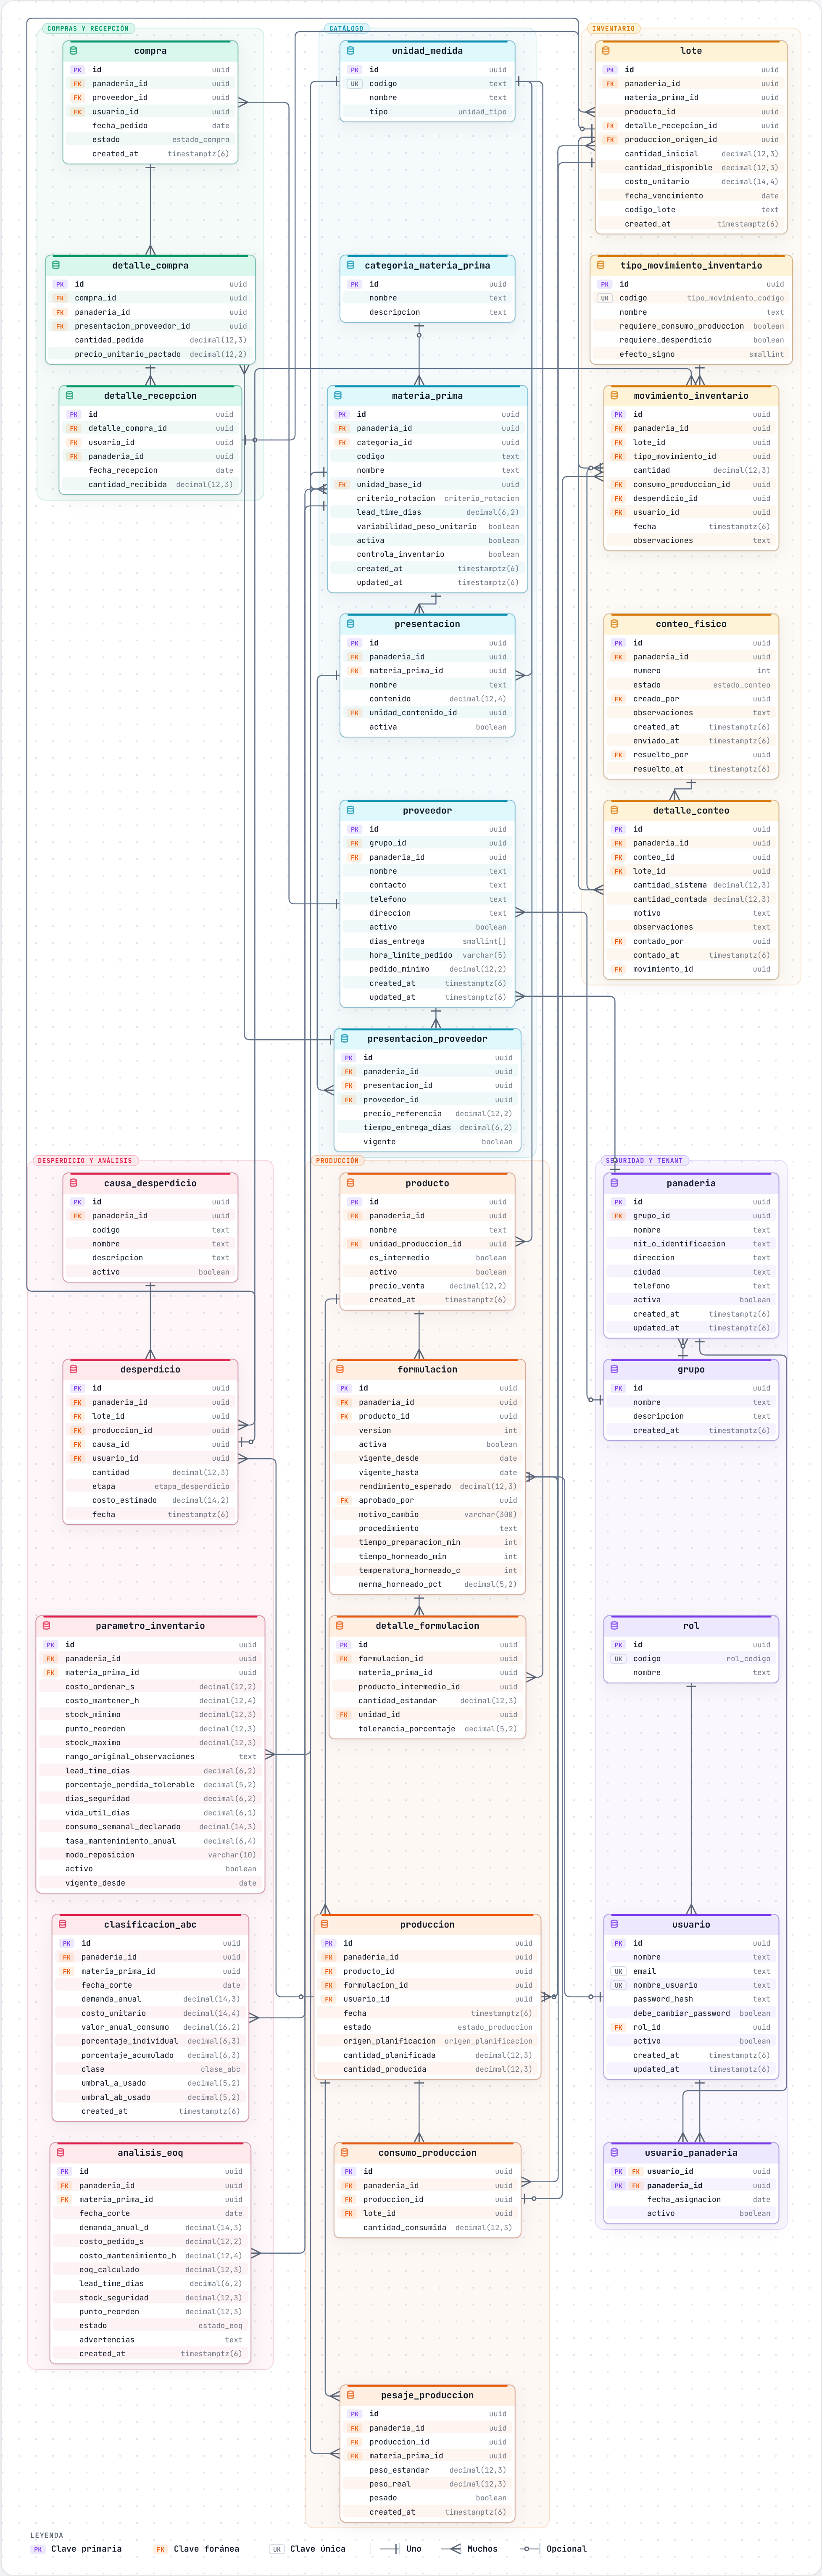 COMPRAS Y RECEPCIÓN
compra
PK id uuid
FK panaderia_id uuid
FK proveedor_id uuid
FK usuario_id uuid
fecha_pedido date
estado estado_compra
created_at timestamptz(6)
detalle_compra
PK id uuid
FK compra_id uuid
FK panaderia_id uuid
FK presentacion_proveedor_id uuid
cantidad_pedida decimal(12,3)
precio_unitario_pactado decimal(12,2)
detalle_recepcion
PK id uuid
FK detalle_compra_id uuid
FK usuario_id uuid
FK panaderia_id uuid
fecha_recepcion date
cantidad_recibida decimal(12,3)
CATÁLOGO
unidad_medida
PK id uuid
UK codigo text
nombre text
tipo unidad_tipo
categoria_materia_prima
PK id uuid
nombre text
descripcion text
materia_prima
PK id uuid
FK panaderia_id uuid
FK categoria_id uuid
codigo text
nombre text
FK unidad_base_id uuid
criterio_rotacion criterio_rotacion
lead_time_dias decimal(6,2)
variabilidad_peso_unitario boolean
activa boolean
controla_inventario boolean
created_at timestamptz(6)
updated_at timestamptz(6)
presentacion
PK id uuid
FK panaderia_id uuid
FK materia_prima_id uuid
nombre text
contenido decimal(12,4)
FK unidad_contenido_id uuid
activa boolean
proveedor
PK id uuid
FK grupo_id uuid
FK panaderia_id uuid
nombre text
contacto text
telefono text
direccion text
activo boolean
dias_entrega smallint[]
hora_limite_pedido varchar(5)
pedido_minimo decimal(12,2)
created_at timestamptz(6)
updated_at timestamptz(6)
presentacion_proveedor
PK id uuid
FK panaderia_id uuid
FK presentacion_id uuid
FK proveedor_id uuid
precio_referencia decimal(12,2)
tiempo_entrega_dias decimal(6,2)
vigente boolean
INVENTARIO
lote
PK id uuid
FK panaderia_id uuid
materia_prima_id uuid
producto_id uuid
FK detalle_recepcion_id uuid
FK produccion_origen_id uuid
cantidad_inicial decimal(12,3)
cantidad_disponible decimal(12,3)
costo_unitario decimal(14,4)
fecha_vencimiento date
codigo_lote text
created_at timestamptz(6)
tipo_movimiento_inventario
PK id uuid
UK codigo tipo_movimiento_codigo
nombre text
requiere_consumo_produccion boolean
requiere_desperdicio boolean
efecto_signo smallint
movimiento_inventario
PK id uuid
FK panaderia_id uuid
FK lote_id uuid
FK tipo_movimiento_id uuid
cantidad decimal(12,3)
FK consumo_produccion_id uuid
FK desperdicio_id uuid
FK usuario_id uuid
fecha timestamptz(6)
observaciones text
conteo_fisico
PK id uuid
FK panaderia_id uuid
numero int
estado estado_conteo
FK creado_por uuid
observaciones text
created_at timestamptz(6)
enviado_at timestamptz(6)
FK resuelto_por uuid
resuelto_at timestamptz(6)
detalle_conteo
PK id uuid
FK panaderia_id uuid
FK conteo_id uuid
FK lote_id uuid
cantidad_sistema decimal(12,3)
cantidad_contada decimal(12,3)
motivo text
observaciones text
FK contado_por uuid
contado_at timestamptz(6)
FK movimiento_id uuid
DESPERDICIO Y ANÁLISIS
causa_desperdicio
PK id uuid
FK panaderia_id uuid
codigo text
nombre text
descripcion text
activo boolean
desperdicio
PK id uuid
FK panaderia_id uuid
FK lote_id uuid
FK produccion_id uuid
FK causa_id uuid
FK usuario_id uuid
cantidad decimal(12,3)
etapa etapa_desperdicio
costo_estimado decimal(14,2)
fecha timestamptz(6)
parametro_inventario
PK id uuid
FK panaderia_id uuid
FK materia_prima_id uuid
costo_ordenar_s decimal(12,2)
costo_mantener_h decimal(12,4)
stock_minimo decimal(12,3)
punto_reorden decimal(12,3)
stock_maximo decimal(12,3)
rango_original_observaciones text
lead_time_dias decimal(6,2)
porcentaje_perdida_tolerable decimal(5,2)
dias_seguridad decimal(6,2)
vida_util_dias decimal(6,1)
consumo_semanal_declarado decimal(14,3)
tasa_mantenimiento_anual decimal(6,4)
modo_reposicion varchar(10)
activo boolean
vigente_desde date
clasificacion_abc
PK id uuid
FK panaderia_id uuid
FK materia_prima_id uuid
fecha_corte date
demanda_anual decimal(14,3)
costo_unitario decimal(14,4)
valor_anual_consumo decimal(16,2)
porcentaje_individual decimal(6,3)
porcentaje_acumulado decimal(6,3)
clase clase_abc
umbral_a_usado decimal(5,2)
umbral_ab_usado decimal(5,2)
created_at timestamptz(6)
analisis_eoq
PK id uuid
FK panaderia_id uuid
FK materia_prima_id uuid
fecha_corte date
demanda_anual_d decimal(14,3)
costo_pedido_s decimal(12,2)
costo_mantenimiento_h decimal(12,4)
eoq_calculado decimal(12,3)
lead_time_dias decimal(6,2)
stock_seguridad decimal(12,3)
punto_reorden decimal(12,3)
estado estado_eoq
advertencias text
created_at timestamptz(6)
PRODUCCIÓN
producto
PK id uuid
FK panaderia_id uuid
nombre text
FK unidad_produccion_id uuid
es_intermedio boolean
activo boolean
precio_venta decimal(12,2)
created_at timestamptz(6)
formulacion
PK id uuid
FK panaderia_id uuid
FK producto_id uuid
version int
activa boolean
vigente_desde date
vigente_hasta date
rendimiento_esperado decimal(12,3)
FK aprobado_por uuid
motivo_cambio varchar(300)
procedimiento text
tiempo_preparacion_min int
tiempo_horneado_min int
temperatura_horneado_c int
merma_horneado_pct decimal(5,2)
detalle_formulacion
PK id uuid
FK formulacion_id uuid
materia_prima_id uuid
producto_intermedio_id uuid
cantidad_estandar decimal(12,3)
FK unidad_id uuid
tolerancia_porcentaje decimal(5,2)
produccion
PK id uuid
FK panaderia_id uuid
FK producto_id uuid
FK formulacion_id uuid
FK usuario_id uuid
fecha timestamptz(6)
estado estado_produccion
origen_planificacion origen_planificacion
cantidad_planificada decimal(12,3)
cantidad_producida decimal(12,3)
consumo_produccion
PK id uuid
FK panaderia_id uuid
FK produccion_id uuid
FK lote_id uuid
cantidad_consumida decimal(12,3)
pesaje_produccion
PK id uuid
FK panaderia_id uuid
FK produccion_id uuid
FK materia_prima_id uuid
peso_estandar decimal(12,3)
peso_real decimal(12,3)
pesado boolean
created_at timestamptz(6)
SEGURIDAD Y TENANT
panaderia
PK id uuid
FK grupo_id uuid
nombre text
nit_o_identificacion text
direccion text
ciudad text
telefono text
activa boolean
created_at timestamptz(6)
updated_at timestamptz(6)
grupo
PK id uuid
nombre text
descripcion text
created_at timestamptz(6)
rol
PK id uuid
UK codigo rol_codigo
nombre text
usuario
PK id uuid
nombre text
UK email text
UK nombre_usuario text
password_hash text
debe_cambiar_password boolean
FK rol_id uuid
activo boolean
created_at timestamptz(6)
updated_at timestamptz(6)
usuario_panaderia
PK FK usuario_id uuid
PK FK panaderia_id uuid
fecha_asignacion date
activo boolean
LEYENDA
PK Clave primaria FK Clave foránea UK Clave única Uno Muchos Opcional